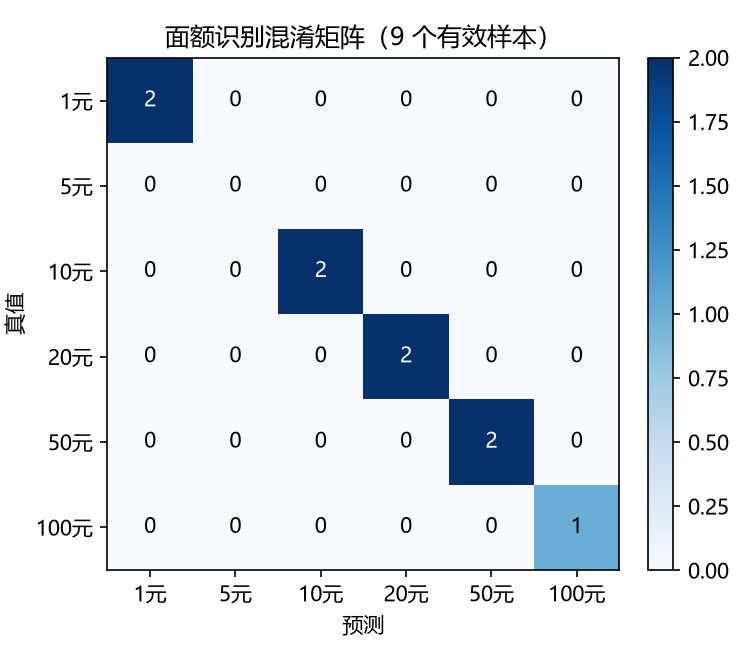 面额识别混淆矩阵（9 个有效样本）
1元 2 0 0 0 0 0
5元 0 0 0 0 0 0
10元 0 0 2 0 0 0
20元 0 0 0 2 0 0
50元 0 0 0 0 2 0
100元 0 0 0 0 0 1
1元 5元 10元 20元 50元 100元
预测
真值
2.00
1.75
1.50
1.25
1.00
0.75
0.50
0.25
0.00